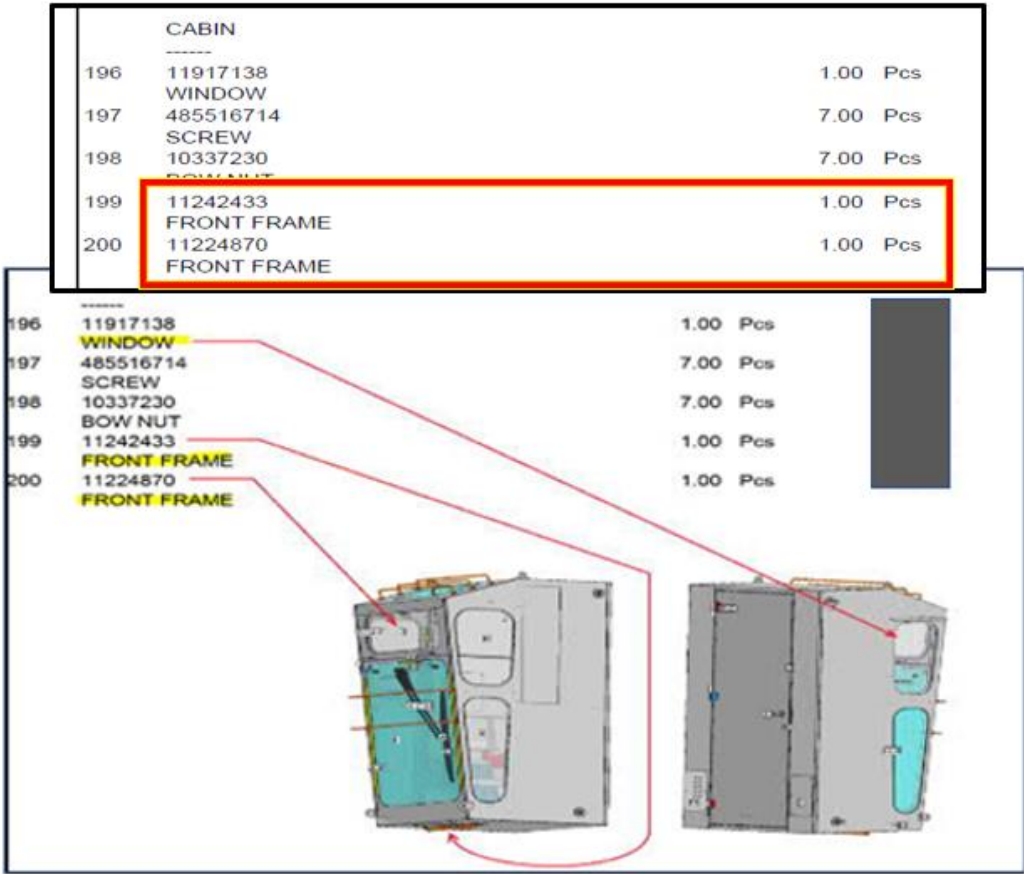 CABIN
------
196 11917138 1.00 Pcs
WINDOW
197 485516714 7.00 Pcs
SCREW
198 10337230 7.00 Pcs
BOW NUT
199 11242433 1.00 Pcs
FRONT FRAME
200 11224870 1.00 Pcs
FRONT FRAME
------
196 11917138 1.00 Pcs
WINDOW
197 485516714 7.00 Pcs
SCREW
198 10337230 7.00 Pcs
BOW NUT
199 11242433 1.00 Pcs
FRONT FRAME
200 11224870 1.00 Pcs
FRONT FRAME